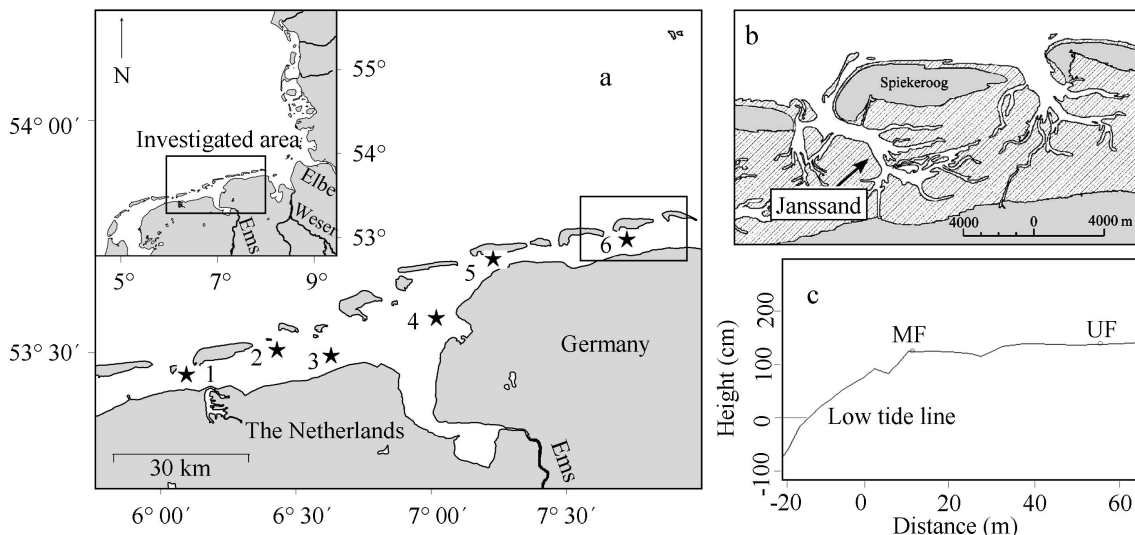 a
N
54° 00′
53° 30′
Investigated area
55°
54°
53°
5°
7°
9°
Elbe
Weser
Ems
1
2
3
4
5
6
Germany
The Netherlands
Ems
30 km
6° 00′
6° 30′
7° 00′
7° 30′
b
Spiekeroog
Janssand
4000
0
4000 m
c
Height (cm)
200
100
0
-100
MF
UF
Low tide line
-20
0
20
40
60
Distance (m)